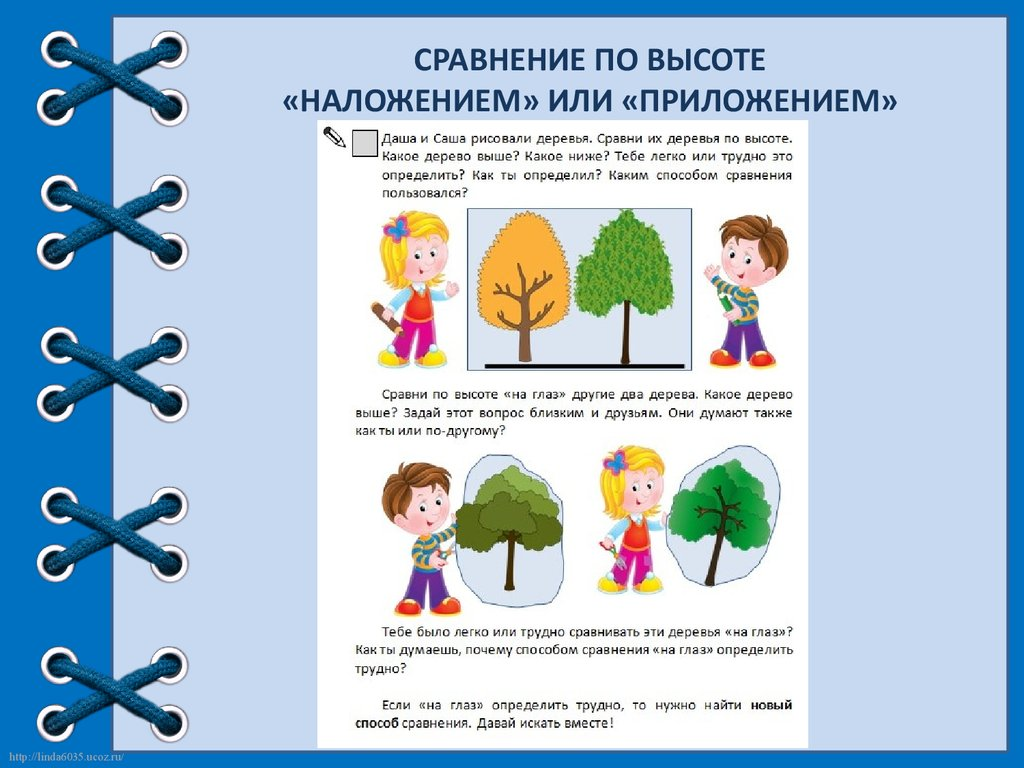 СРАВНЕНИЕ ПО ВЫСОТЕ
«НАЛОЖЕНИЕМ» ИЛИ «ПРИЛОЖЕНИЕМ»
Даша и Саша рисовали деревья. Сравни их деревья по высоте.
Какое дерево выше? Какое ниже? Тебе легко или трудно это
определить? Как ты определил? Каким способом сравнения
пользовался?
Сравни по высоте «на глаз» другие два дерева. Какое дерево
выше? Задай этот вопрос близким и друзьям. Они думают также
как ты или по-другому?
Тебе было легко или трудно сравнивать эти деревья «на глаз»?
Как ты думаешь, почему способом сравнения «на глаз» определить
трудно?
Если «на глаз» определить трудно, то нужно найти новый
способ сравнения. Давай искать вместе!
http://linda6035.ucoz.ru/